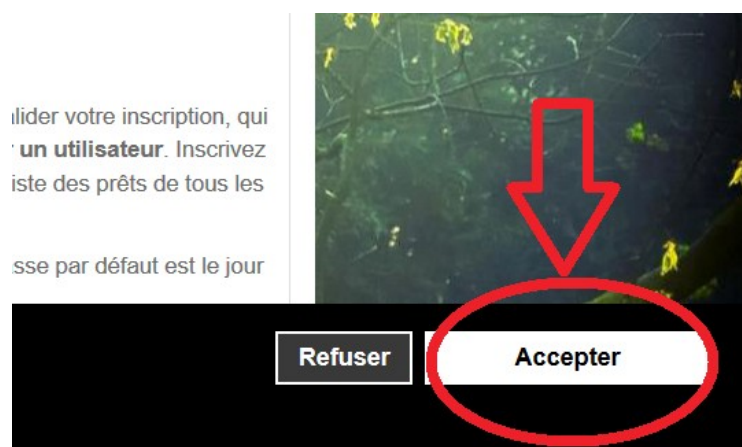 alider votre inscription, qui
un utilisateur. Inscrivez
iste des prêts de tous les
sse par défaut est le jour
Refuser
Accepter